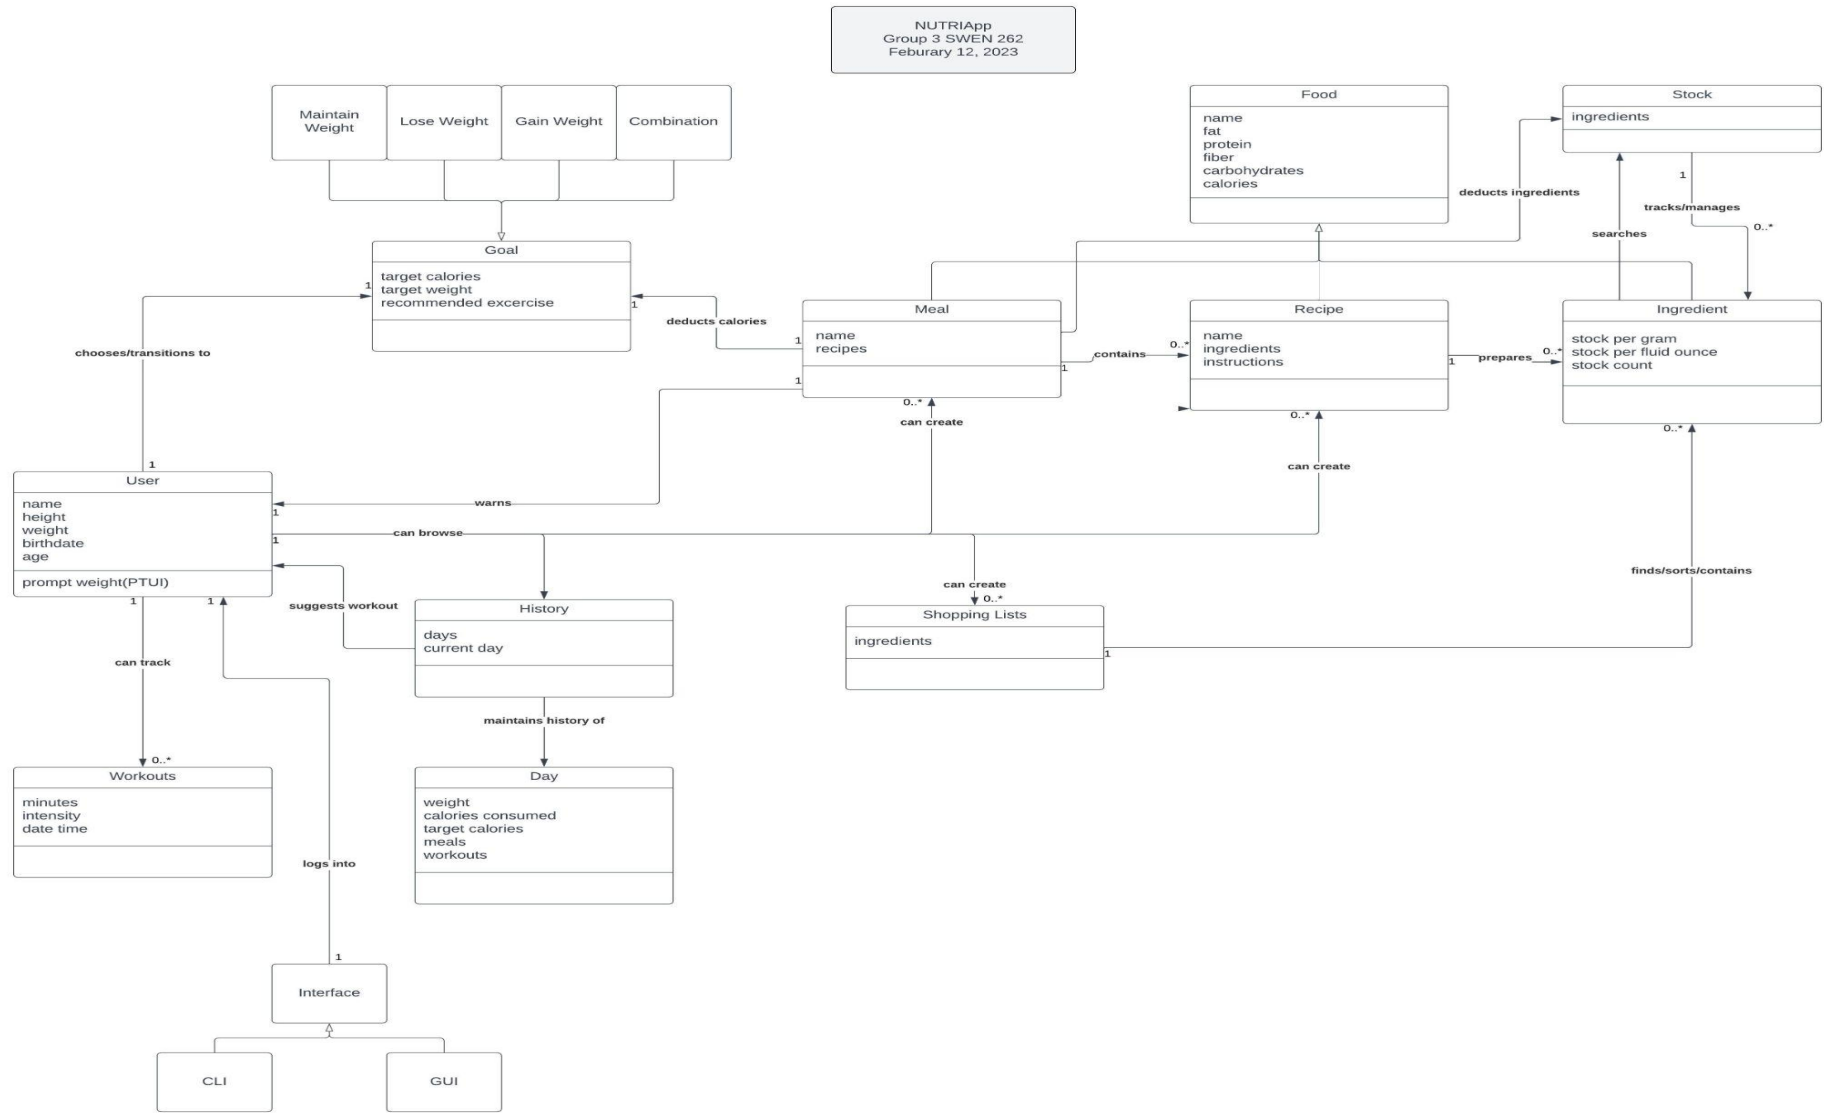 NUTRIApp
Group 3 SWEN 262
Feburary 12, 2023
Maintain
Weight
Lose Weight
Gain Weight
Combination
Food
name
fat
protein
fiber
carbohydrates
calories
Stock
ingredients
deducts ingredients
1
tracks/manages
0..*
searches
Goal
target calories
target weight
recommended excercise
1
1
deducts calories
1
chooses/transitions to
1
Meal
name
recipes
1
1
contains
0..*
Recipe
name
ingredients
instructions
1
prepares
0..*
Ingredient
stock per gram
stock per fluid ounce
stock count
0..*
can create
0..*
can create
0..*
User
name
height
weight
birthdate
age
prompt weight(PTUI)
warns
1
1
can browse
1
1
suggests workout
can track
0..*
History
days
current day
can create
0..*
Shopping Lists
ingredients
1
finds/sorts/contains
maintains history of
Workouts
minutes
intensity
date time
Day
weight
calories consumed
target calories
meals
workouts
logs into
1
Interface
CLI
GUI